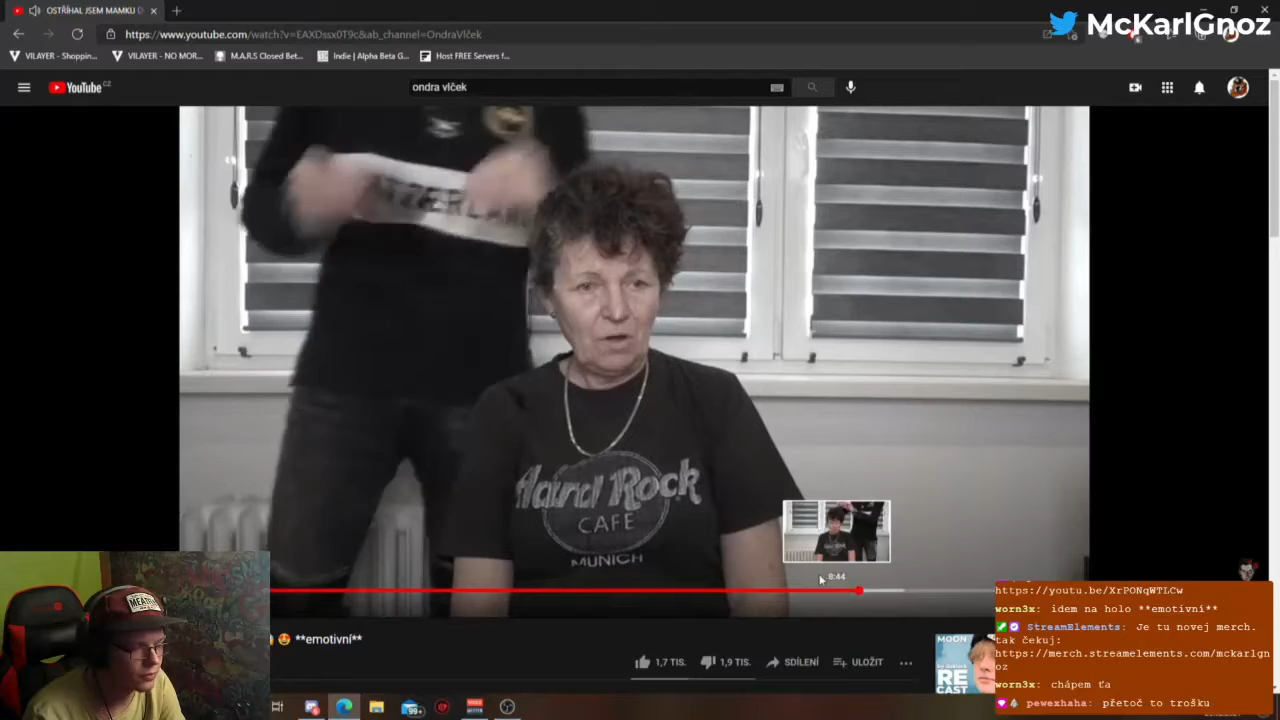 OSTŘÍHAL JSEM MAMKU
McKarlGnoz
https://www.youtube.com/watch?v=EAXDssx0T9c&ab_channel=OndraVlček
VILAYER - Shoppin...
VILAYER - NO MOR...
M.A.R.S Closed Bet...
Indie | Alpha Beta G...
Host FREE Servers f...
YouTube CZ
ondra vlček
Hard Rock
CAFE
MUNICH
8:44
**emotivní**
1,7 TIS.
1,9 TIS.
SDÍLENÍ
ULOŽIT
MOON
RE
CAST
https://youtu.be/XrPONqWTLCw
worn3x: idem na holo **emotivní**
StreamElements: Je tu novej merch.
tak čekuj:
https://merch.streamelements.com/mckarlgn
oz
worn3x: chápem ťa
pewexhaha: přetoč to trošku